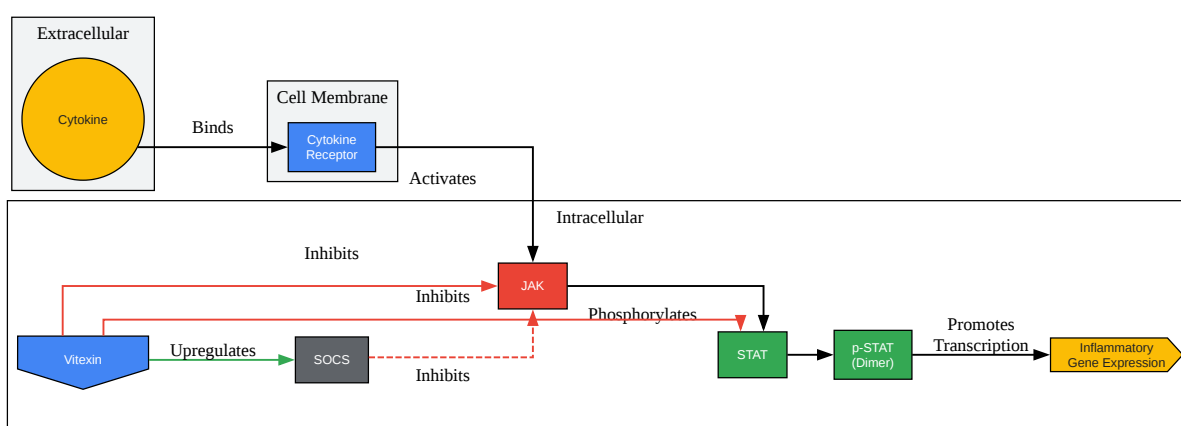 Extracellular
Cytokine
Binds
Cell Membrane
Cytokine
Receptor
Activates
Intracellular
Inhibits
JAK
Inhibits
Phosphorylates
Vitexin
Upregulates
SOCS
Inhibits
STAT
p-STAT
(Dimer)
Promotes
Transcription
Inflammatory
Gene Expression